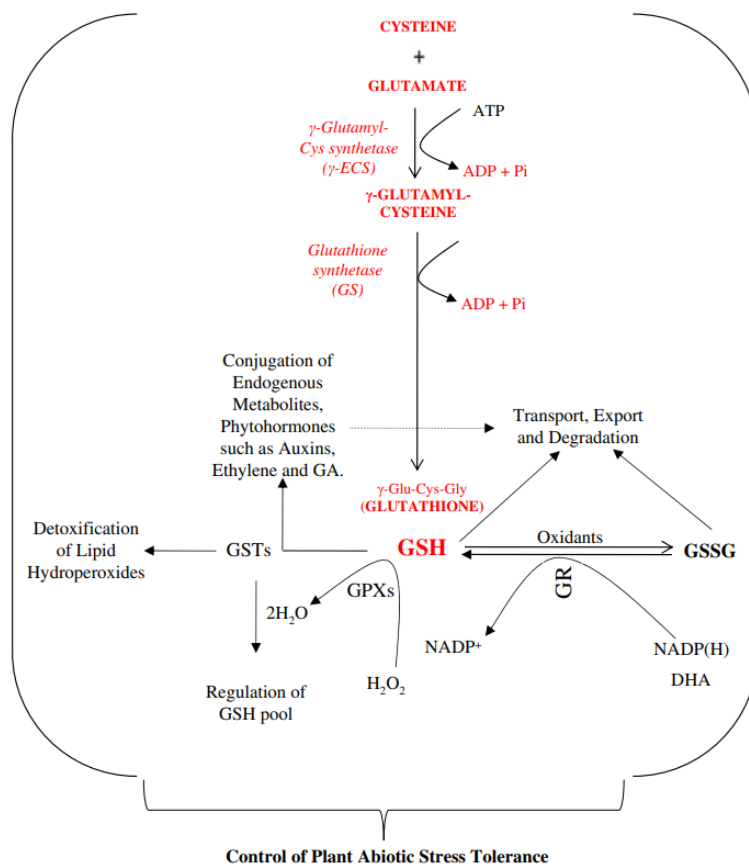 CYSTEINE
+
GLUTAMATE
ATP
γ-Glutamyl-
Cys synthetase
(γ-ECS)
ADP + Pi
γ-GLUTAMYL-
CYSTEINE
Glutathione
synthetase
(GS)
ADP + Pi
Conjugation of
Endogenous
Metabolites,
Phytohormones
such as Auxins,
Ethylene and GA.
Transport, Export
and Degradation
γ-Glu-Cys-Gly
(GLUTATHIONE)
Detoxification
of Lipid
Hydroperoxides
GSTs
GSH
Oxidants
GSSG
GPXs
GR
2H₂O
NADP⁺
NADP(H)
DHA
H₂O₂
Regulation of
GSH pool
Control of Plant Abiotic Stress Tolerance